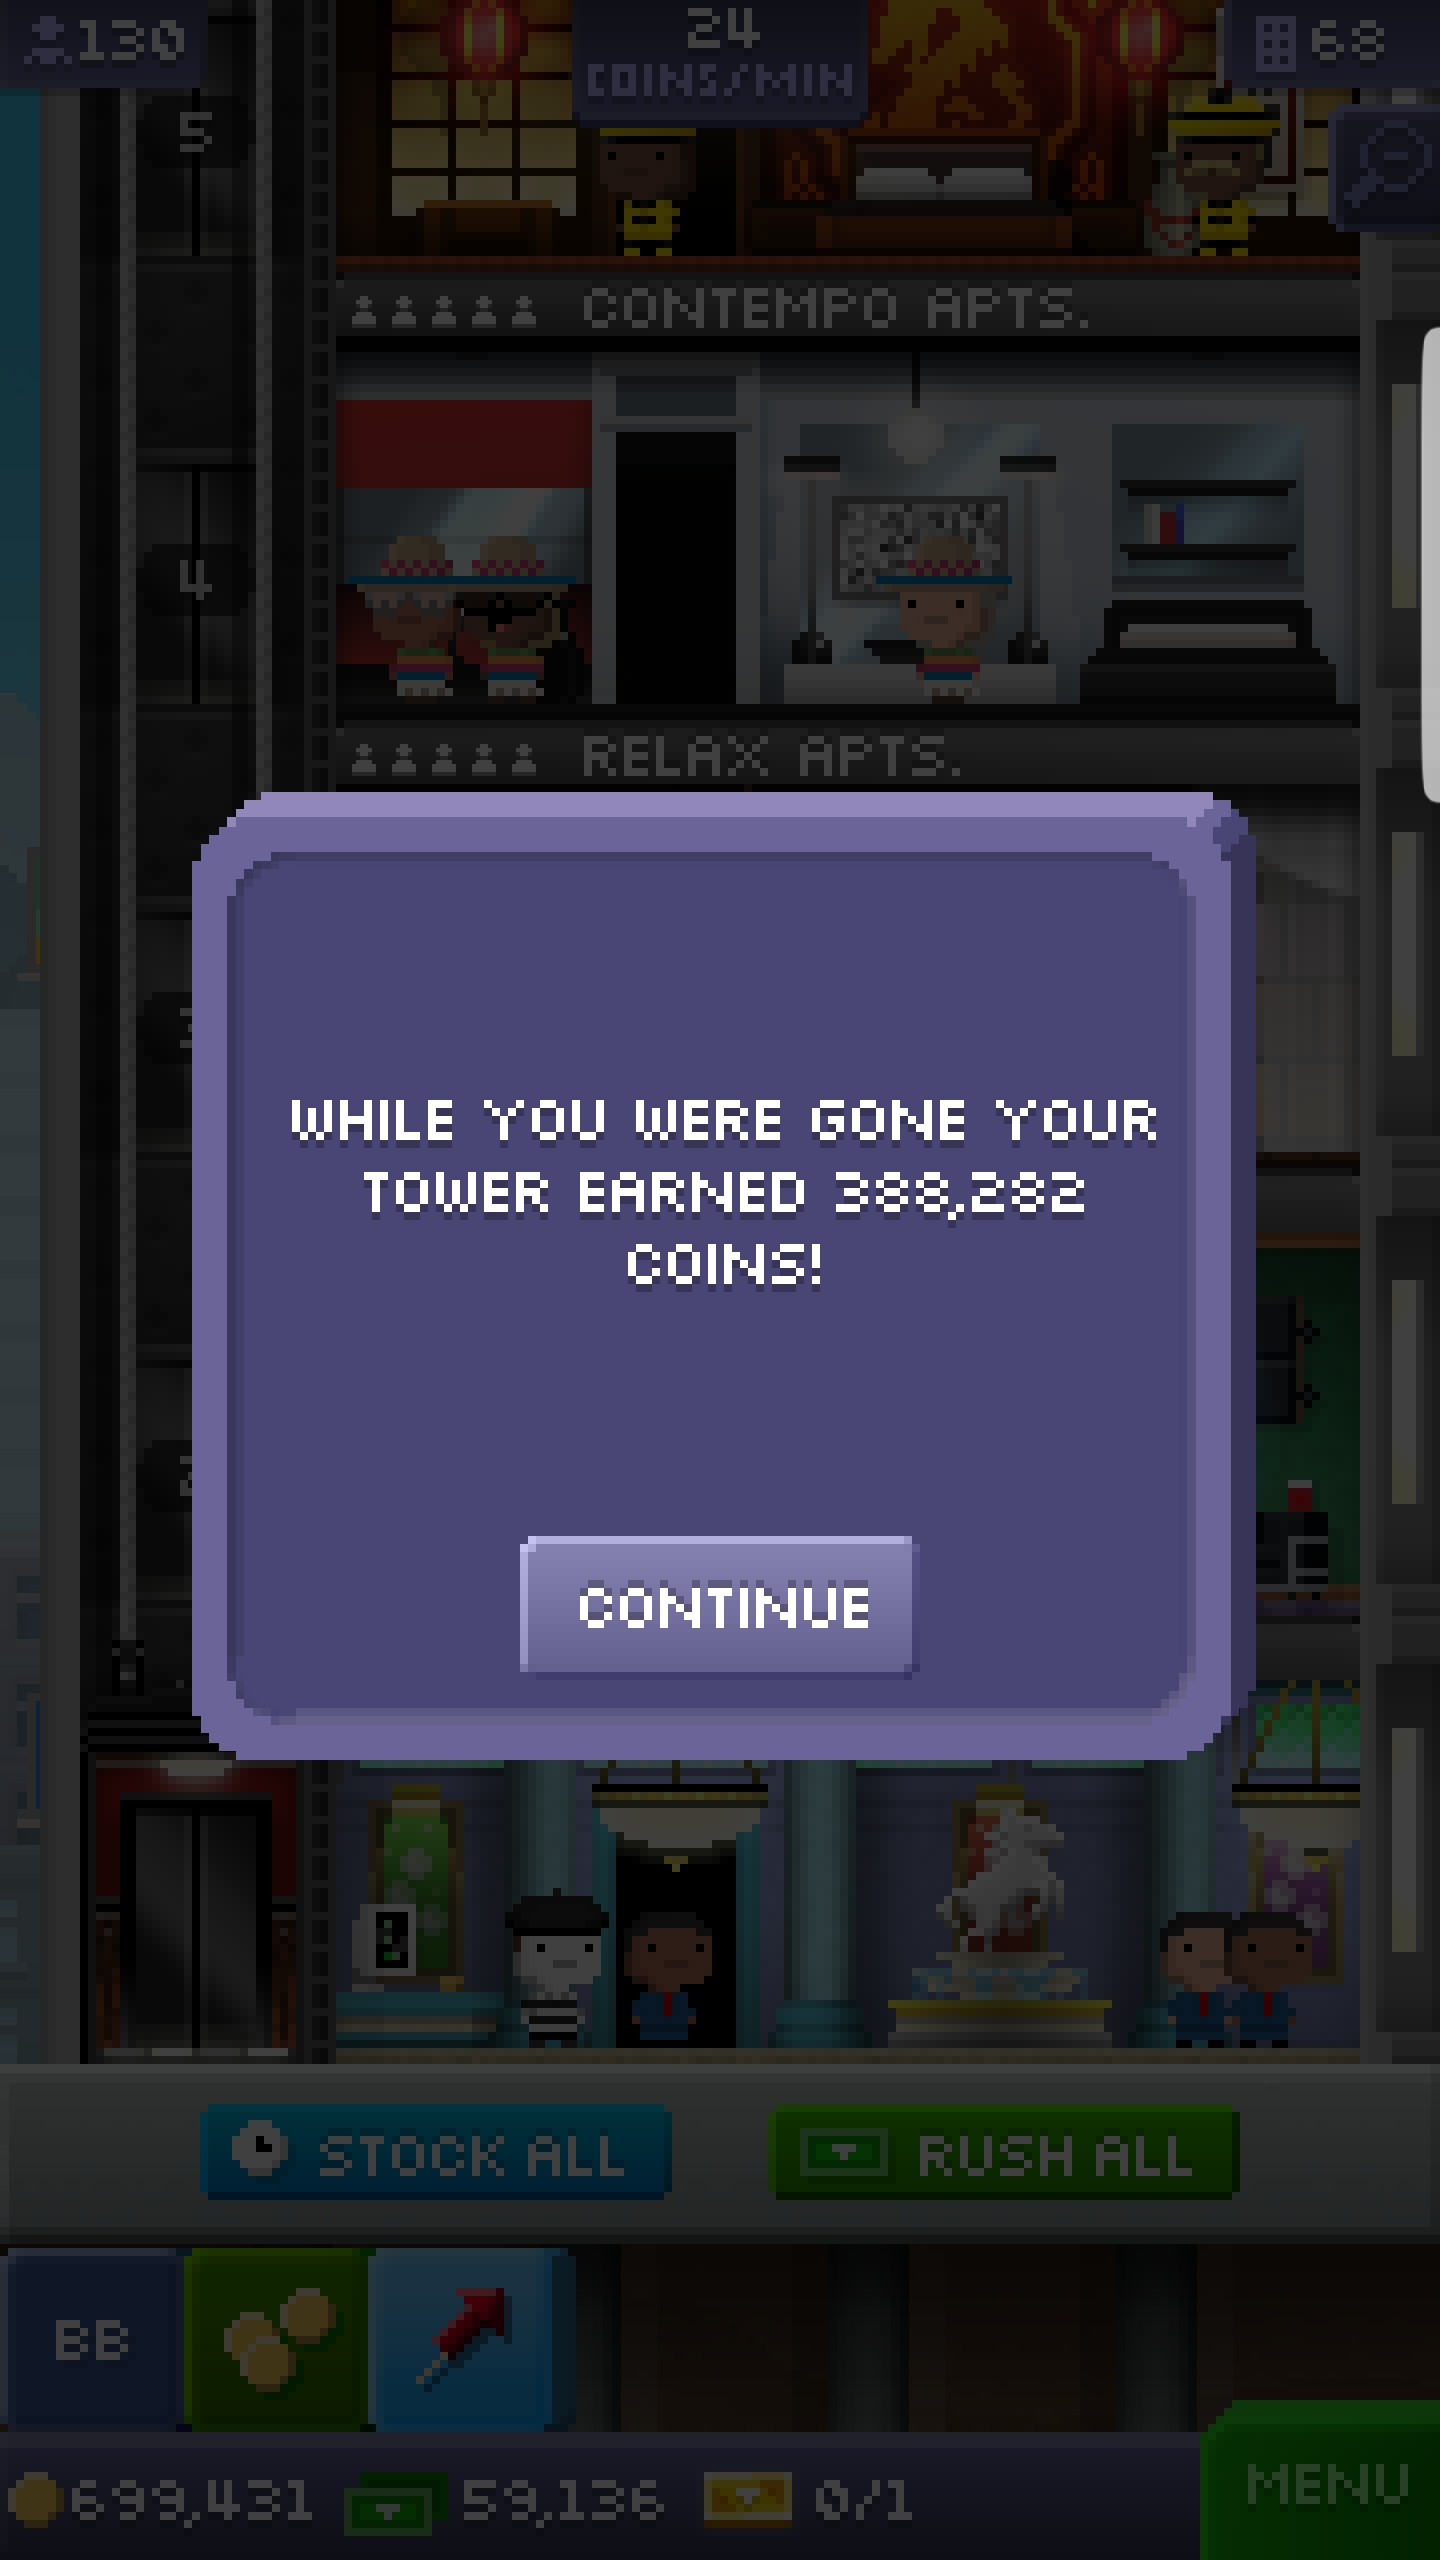 130
24
COINS/MIN
68
5
CONTEMPO APTS.
4
RELAX APTS.
WHILE YOU WERE GONE YOUR
TOWER EARNED 388,282
COINS!
CONTINUE
STOCK ALL
RUSH ALL
BB
699,431
59,136
0/1
MENU